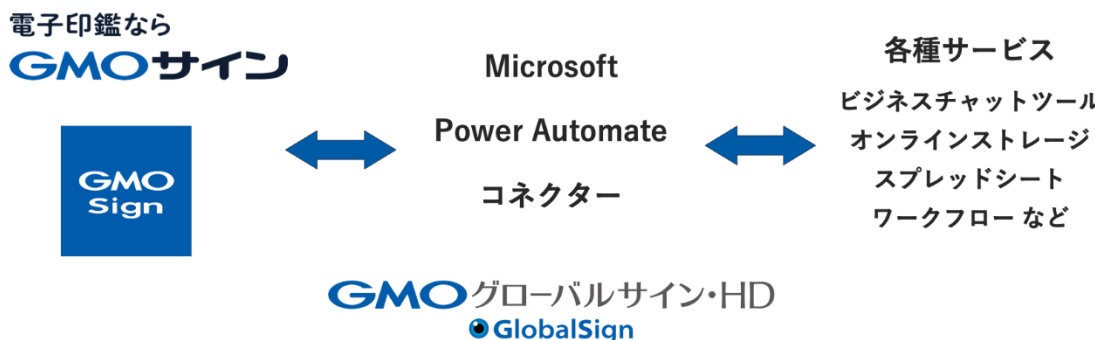 電子印鑑なら
GMOサイン
GMO
Sign
Microsoft
Power Automate
コネクター
各種サービス
ビジネスチャットツール
オンラインストレージ
スプレッドシート
ワークフロー など
GMOグローバルサイン・HD
GlobalSign